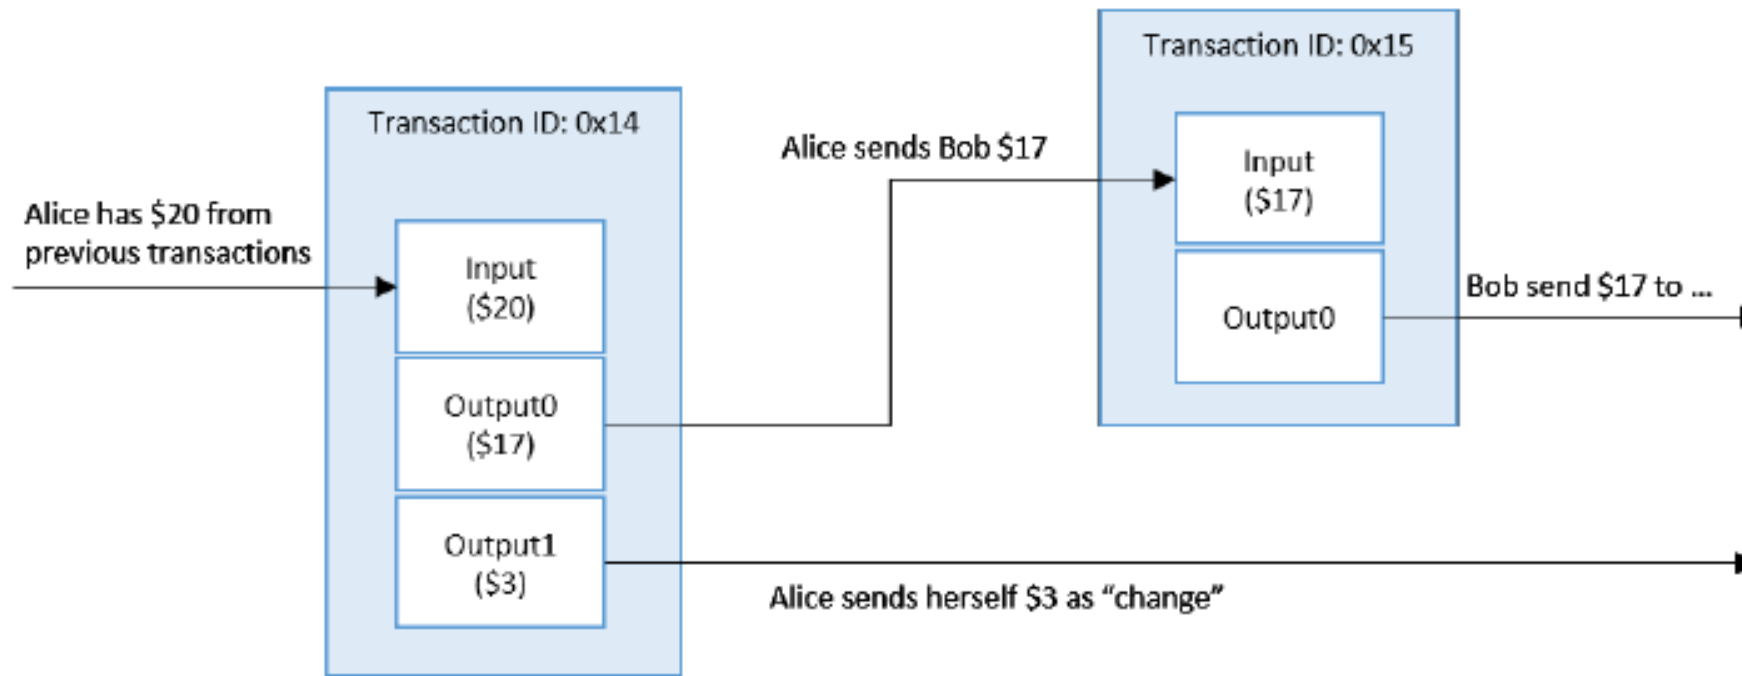 Alice has $20 from
previous transactions
Transaction ID: 0x14
Input
($20)
Output0
($17)
Output1
($3)
Alice sends Bob $17
Transaction ID: 0x15
Input
($17)
Output0
Bob send $17 to ...
Alice sends herself $3 as “change”